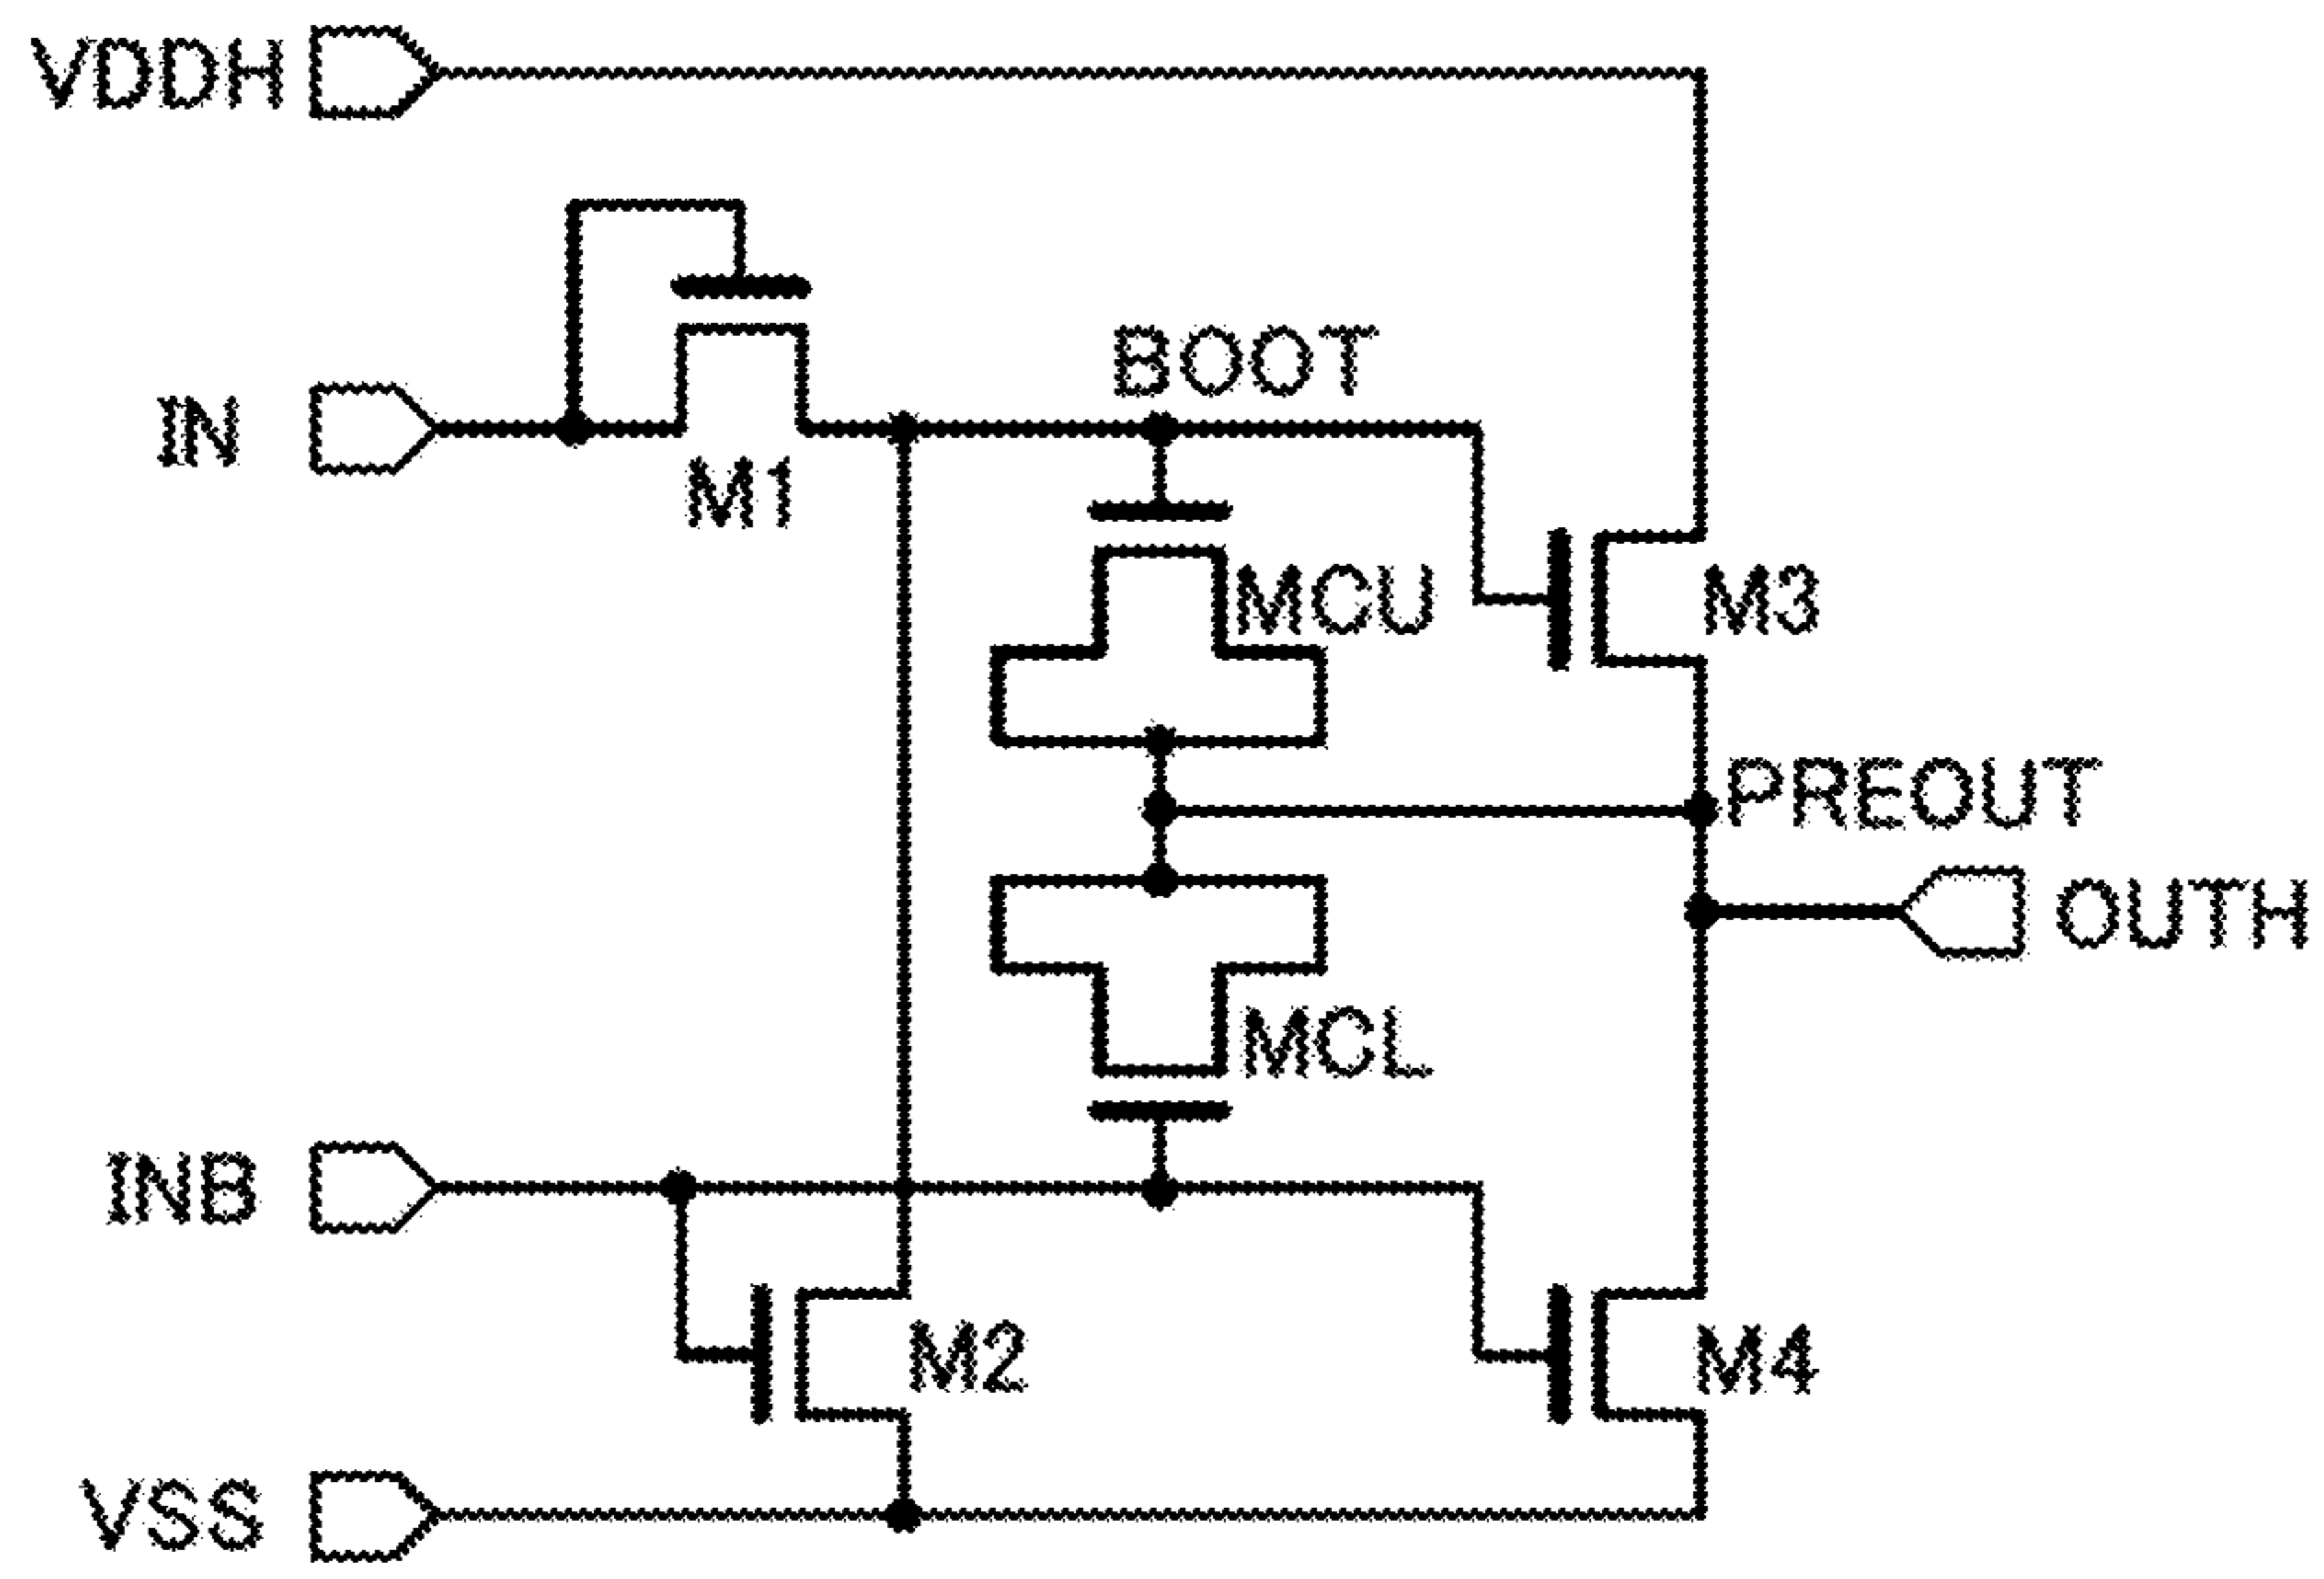 VDDH
BOOT
IN
M1
MCU
M3
PREOUT
OUTH
MCL
INB
M2
M4
VSS